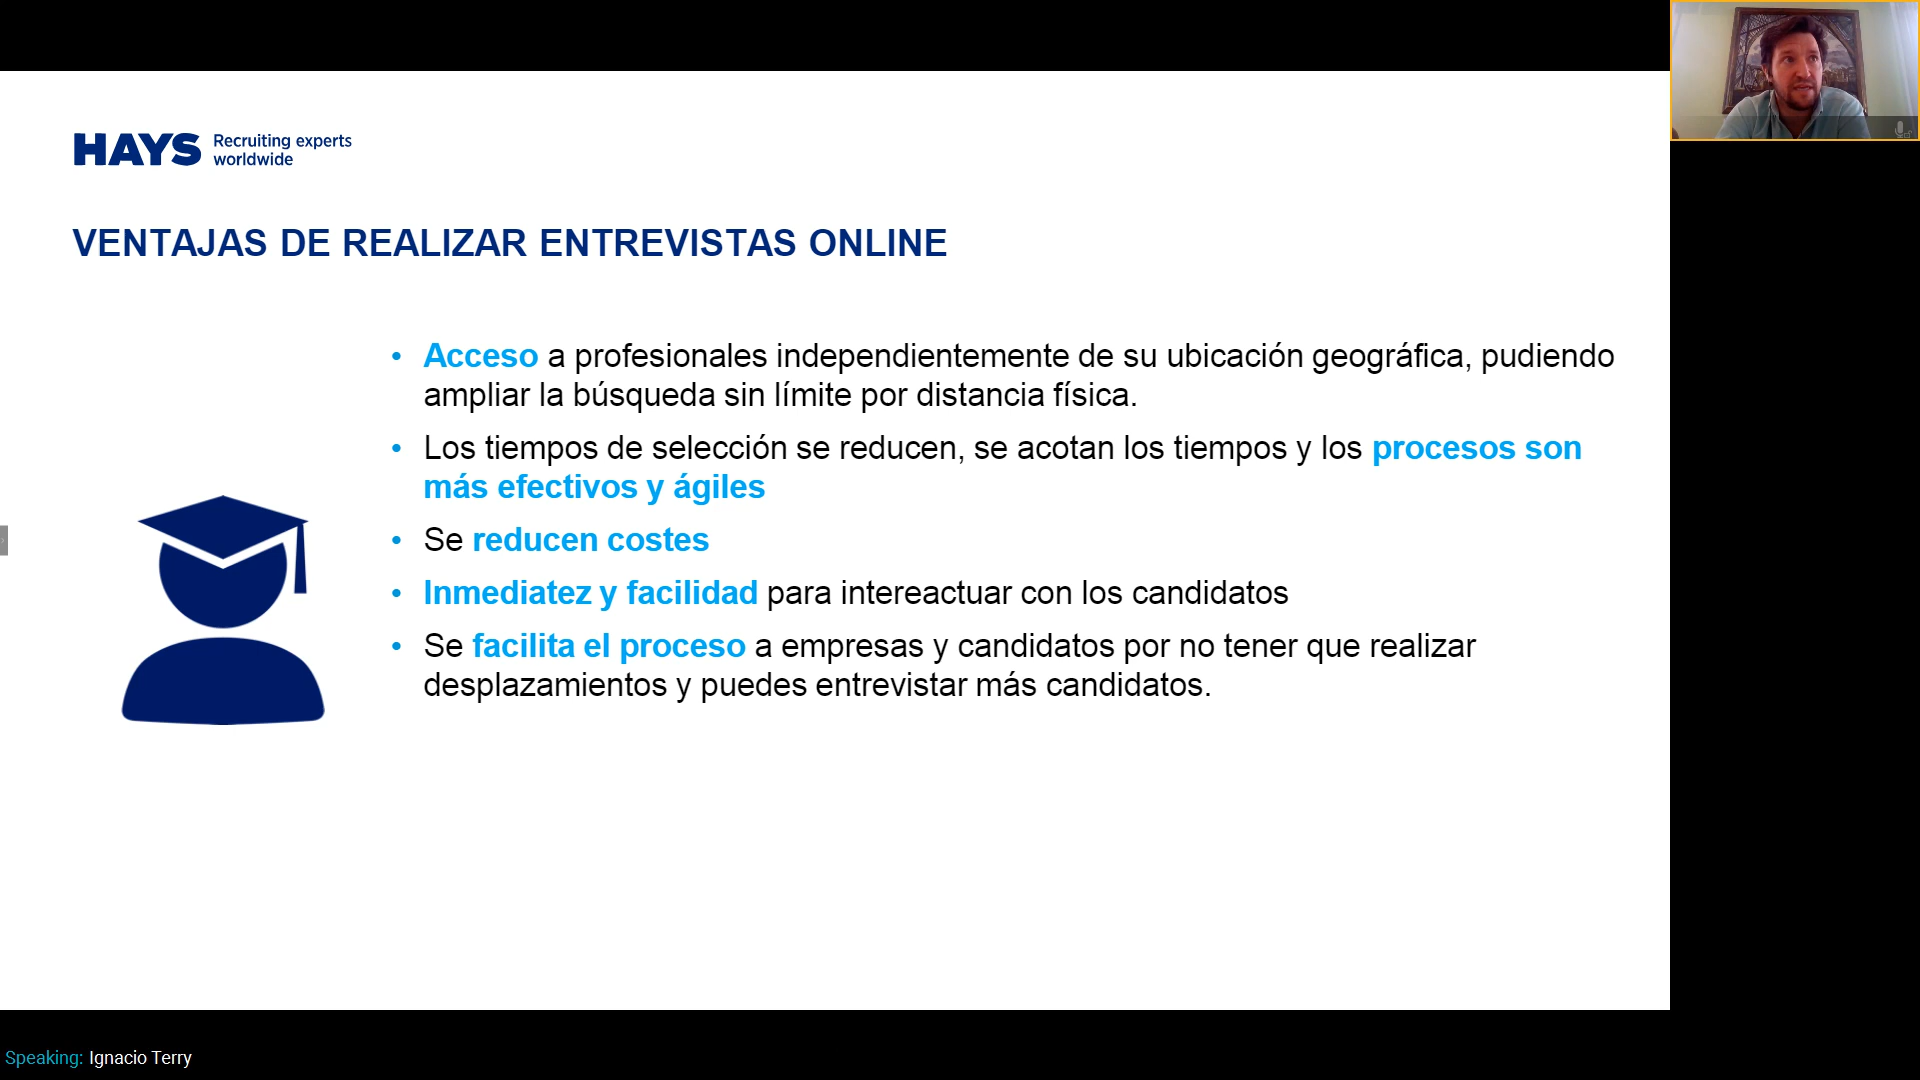 HAYS Recruiting experts
worldwide
VENTAJAS DE REALIZAR ENTREVISTAS ONLINE
• Acceso a profesionales independientemente de su ubicación geográfica, pudiendo
ampliar la búsqueda sin límite por distancia física.
• Los tiempos de selección se reducen, se acotan los tiempos y los procesos son
más efectivos y ágiles
• Se reducen costes
• Inmediatez y facilidad para intereactuar con los candidatos
• Se facilita el proceso a empresas y candidatos por no tener que realizar
desplazamientos y puedes entrevistar más candidatos.
Speaking: Ignacio Terry